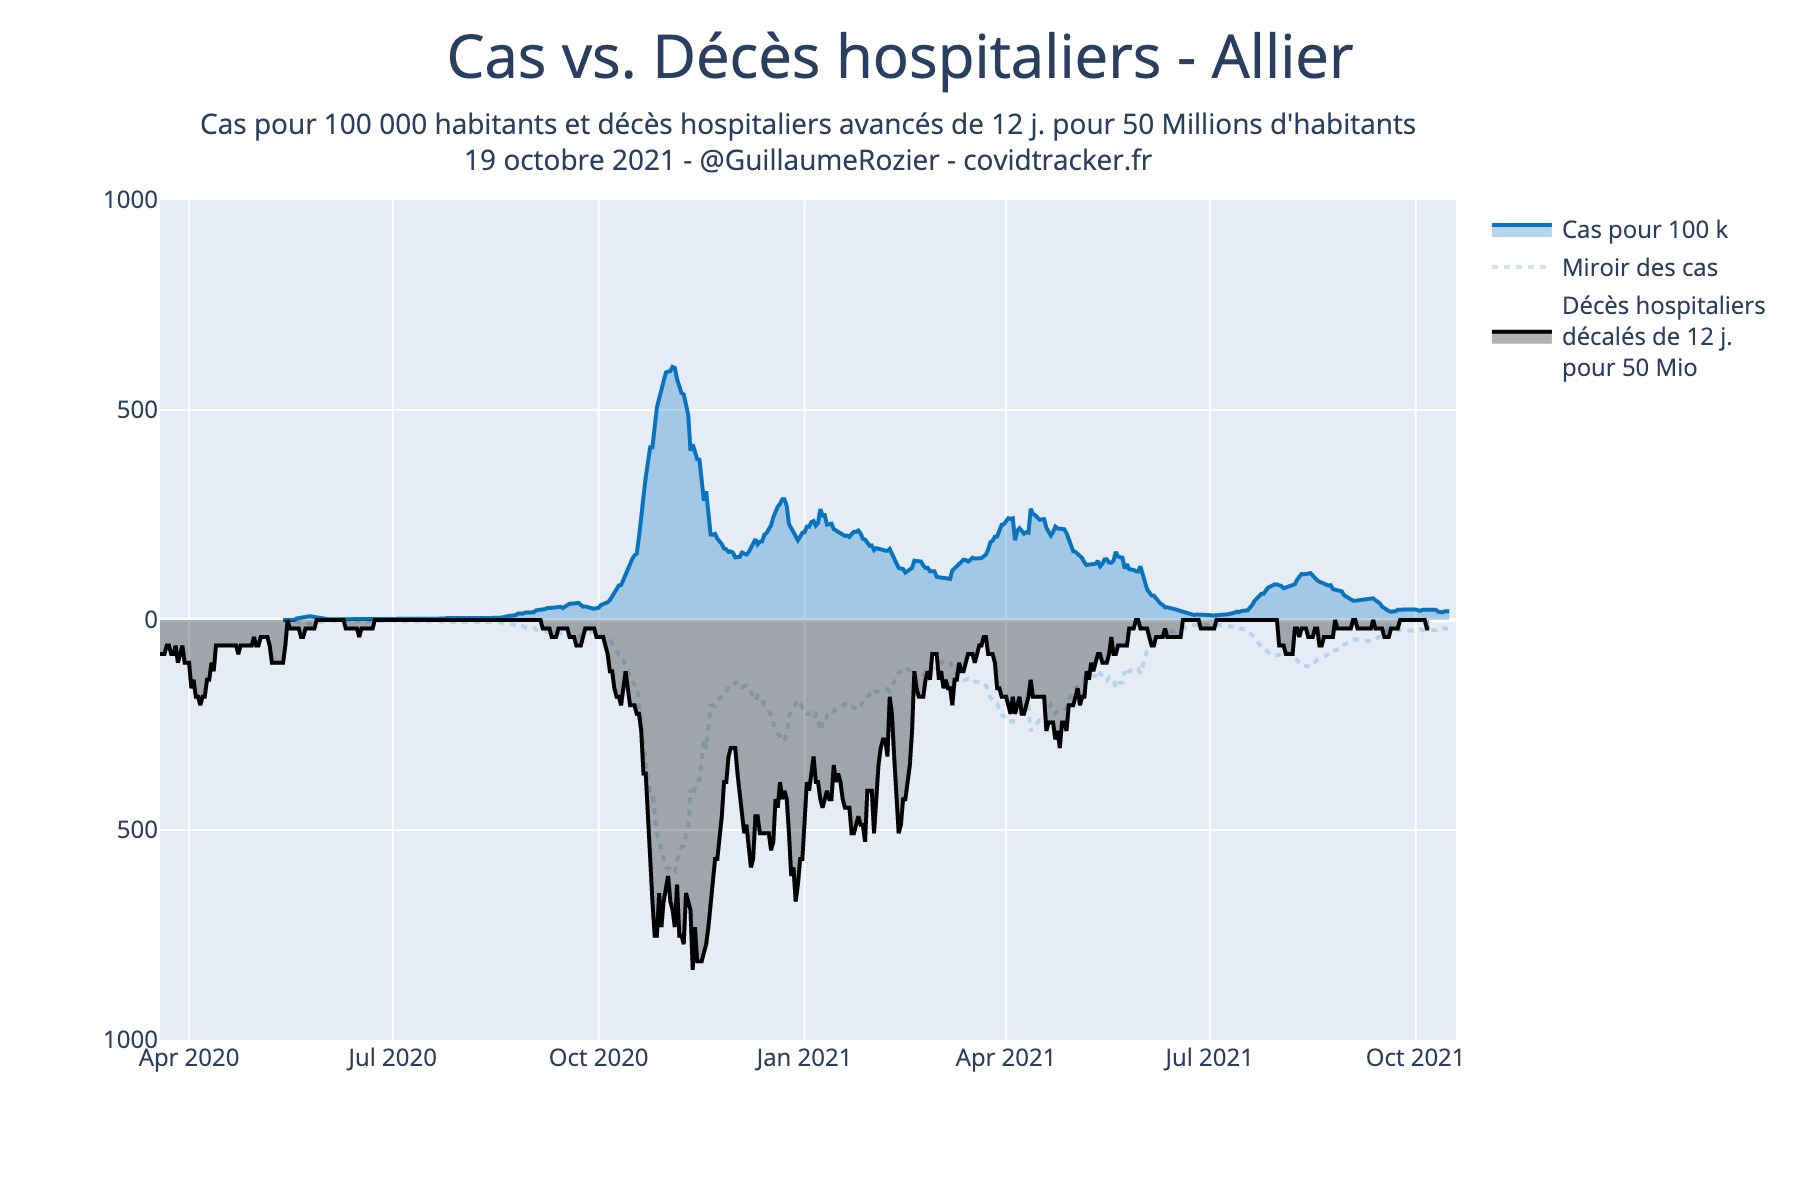 Cas vs. Décès hospitaliers - Allier
Cas pour 100 000 habitants et décès hospitaliers avancés de 12 j. pour 50 Millions d'habitants
19 octobre 2021 - @GuillaumeRozier - covidtracker.fr
1000
500
0
500
1000
Apr 2020
Jul 2020
Oct 2020
Jan 2021
Apr 2021
Jul 2021
Oct 2021
Cas pour 100 k
Miroir des cas
Décès hospitaliers
décalés de 12 j.
pour 50 Mio